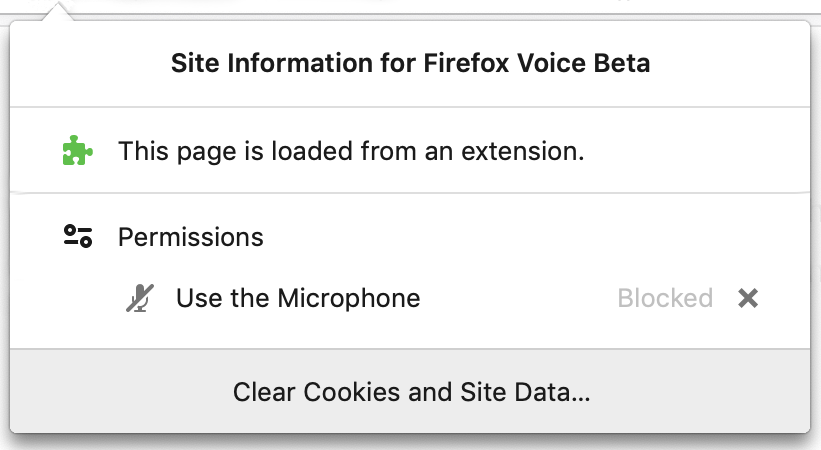 Site Information for Firefox Voice Beta
This page is loaded from an extension.
Permissions
Use the Microphone Blocked
Clear Cookies and Site Data...